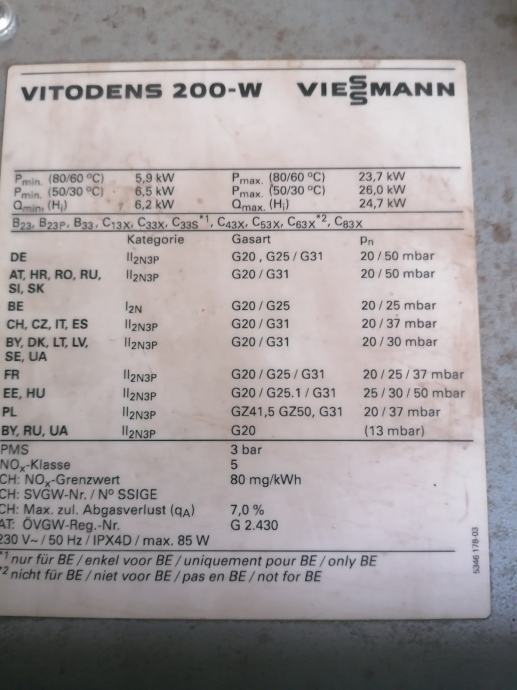 VITODENS 200-W VIESSMANN
Pmin. (80/60 ºC) 5,9 kW Pmax. (80/60 ºC) 23,7 kW
Pmin. (50/30 ºC) 6,5 kW Pmax. (50/30 ºC) 26,0 kW
Qmin. (Hi) 6,2 kW Qmax. (Hi) 24,7 kW
B23, B23P, B33, C13X, C33X, C33S*1, C43X, C53X, C63X*2, C83X
Kategorie Gasart pn
DE II2N3P G20 , G25 / G31 20 / 50 mbar
AT, HR, RO, RU, II2N3P G20 / G31 20 / 50 mbar
SI, SK
BE I2N G20 / G25 20 / 25 mbar
CH, CZ, IT, ES II2N3P G20 / G31 20 / 37 mbar
BY, DK, LT, LV, II2N3P G20 / G31 20 / 30 mbar
SE, UA
FR II2N3P G20 / G25 / G31 20 / 25 / 37 mbar
EE, HU II2N3P G20 / G25.1 / G31 25 / 30 / 50 mbar
PL II2N3P GZ41,5 GZ50, G31 20 / 37 mbar
BY, RU, UA II2N3P G20 (13 mbar)
PMS 3 bar
NOx-Klasse 5
CH: NOx-Grenzwert 80 mg/kWh
CH: SVGW-Nr. / Nº SSIGE
CH: Max. zul. Abgasverlust (qA) 7,0 %
AT: ÖVGW-Reg.-Nr. G 2.430
230 V~ / 50 Hz / IPX4D / max. 85 W
*1 nur für BE / enkel voor BE / uniquement pour BE / only BE
*2 nicht für BE / niet voor BE / pas en BE / not for BE
5346 178-03